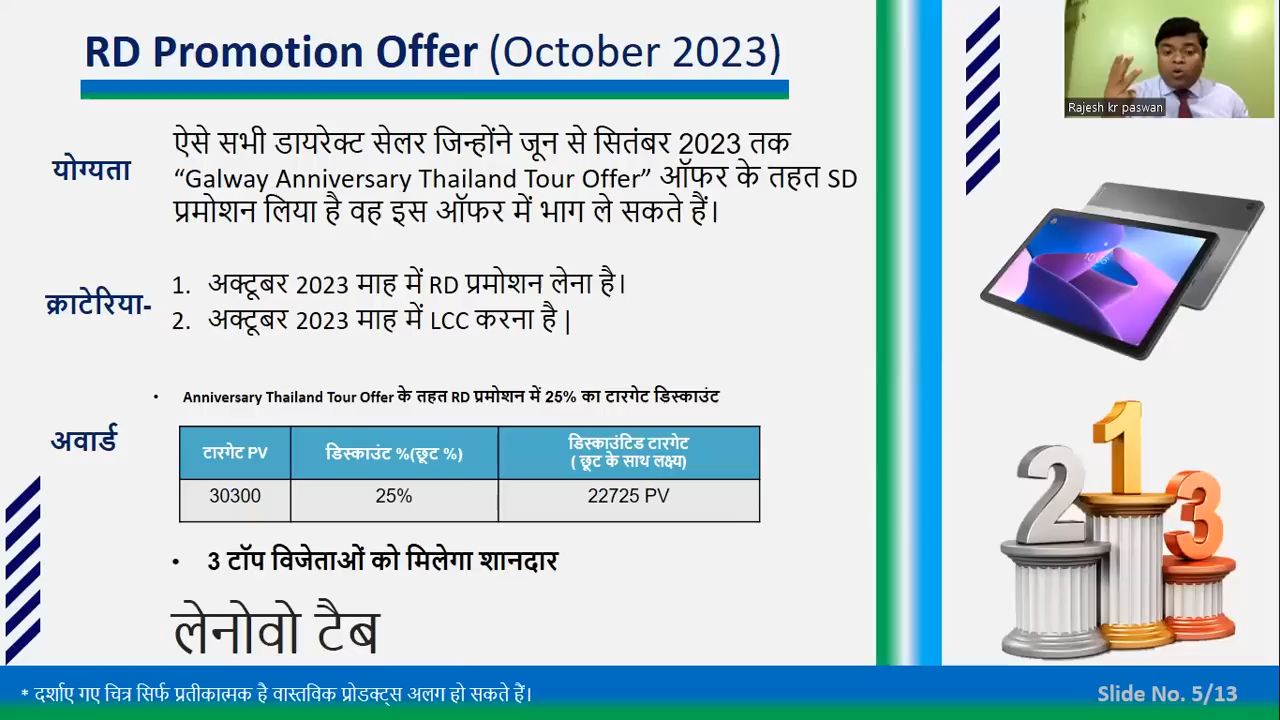 RD Promotion Offer (October 2023)
Rajesh kr paswan
योग्यता
ऐसे सभी डायरेक्ट सेलर जिन्होंने जून से सितंबर 2023 तक
“Galway Anniversary Thailand Tour Offer” ऑफर के तहत SD
प्रमोशन लिया है वह इस ऑफर में भाग ले सकते हैं।
क्राटेरिया-
1. अक्टूबर 2023 माह में RD प्रमोशन लेना है।
2. अक्टूबर 2023 माह में LCC करना है |
अवार्ड
• Anniversary Thailand Tour Offer के तहत RD प्रमोशन में 25% का टारगेट डिस्काउंट
टारगेट PV डिस्काउंट %(छूट %) डिस्काउंटिड टारगेट
( छूट के साथ लक्ष्य)
30300 25% 22725 PV
• 3 टॉप विजेताओं को मिलेगा शानदार
लेनोवो टैब
2 1 3
* दर्शाए गए चित्र सिर्फ प्रतीकात्मक है वास्तविक प्रोडक्ट्स अलग हो सकते हैं।
Slide No. 5/13